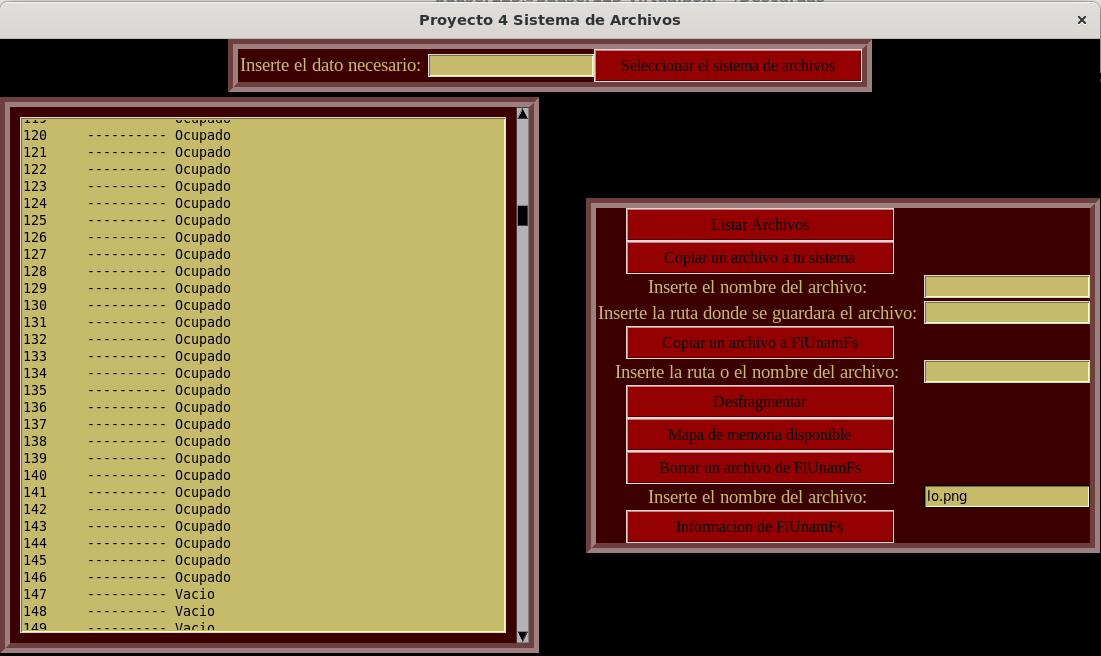 Proyecto 4 Sistema de Archivos
×
Inserte el dato necesario:
Seleccionar el sistema de archivos
119 ---------- Ocupado
120 ---------- Ocupado
121 ---------- Ocupado
122 ---------- Ocupado
123 ---------- Ocupado
124 ---------- Ocupado
125 ---------- Ocupado
126 ---------- Ocupado
127 ---------- Ocupado
128 ---------- Ocupado
129 ---------- Ocupado
130 ---------- Ocupado
131 ---------- Ocupado
132 ---------- Ocupado
133 ---------- Ocupado
134 ---------- Ocupado
135 ---------- Ocupado
136 ---------- Ocupado
137 ---------- Ocupado
138 ---------- Ocupado
139 ---------- Ocupado
140 ---------- Ocupado
141 ---------- Ocupado
142 ---------- Ocupado
143 ---------- Ocupado
144 ---------- Ocupado
145 ---------- Ocupado
146 ---------- Ocupado
147 ---------- Vacio
148 ---------- Vacio
149 ---------- Vacio
Listar Archivos
Copiar un archivo a tu sistema
Inserte el nombre del archivo:
Inserte la ruta donde se guardara el archivo:
Copiar un archivo a FiUnamFs
Inserte la ruta o el nombre del archivo:
Desfragmentar
Mapa de memoria disponible
Borrar un archivo de FiUnamFs
Inserte el nombre del archivo:
lo.png
Informacion de FiUnamFs